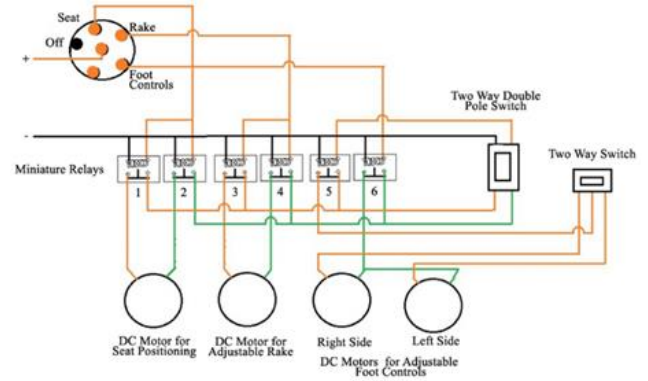 Seat
Rake
Off
+
Foot
Controls
Two Way Double
Pole Switch
-
Two Way Switch
Miniature Relays
1
2
3
4
5
6
DC Motor for
Seat Positioning
DC Motor for
Adjustable Rake
Right Side
Left Side
DC Motors for Adjustable
Foot Controls